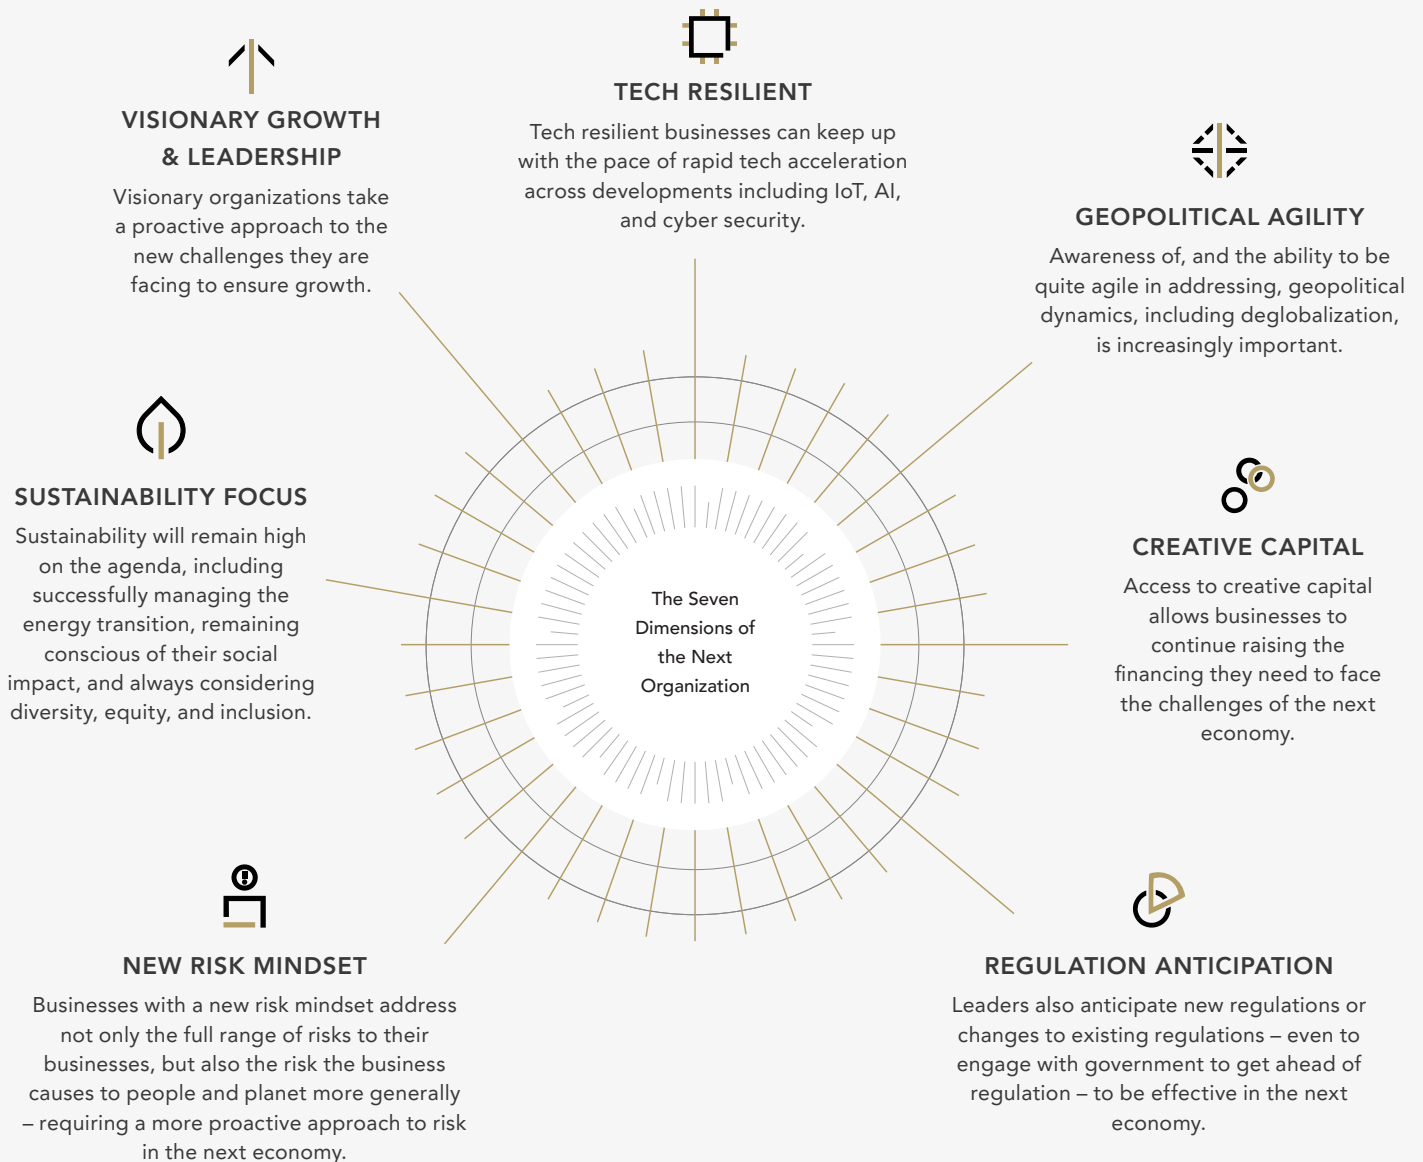 VISIONARY GROWTH
& LEADERSHIP
Visionary organizations take
a proactive approach to the
new challenges they are
facing to ensure growth.
TECH RESILIENT
Tech resilient businesses can keep up
with the pace of rapid tech acceleration
across developments including IoT, AI,
and cyber security.
GEOPOLITICAL AGILITY
Awareness of, and the ability to be
quite agile in addressing, geopolitical
dynamics, including deglobalization,
is increasingly important.
SUSTAINABILITY FOCUS
Sustainability will remain high
on the agenda, including
successfully managing the
energy transition, remaining
conscious of their social
impact, and always considering
diversity, equity, and inclusion.
The Seven
Dimensions of
the Next
Organization
CREATIVE CAPITAL
Access to creative capital
allows businesses to
continue raising the
financing they need to face
the challenges of the next
economy.
NEW RISK MINDSET
Businesses with a new risk mindset address
not only the full range of risks to their
businesses, but also the risk the business
causes to people and planet more generally
– requiring a more proactive approach to risk
in the next economy.
REGULATION ANTICIPATION
Leaders also anticipate new regulations or
changes to existing regulations – even to
engage with government to get ahead of
regulation – to be effective in the next
economy.